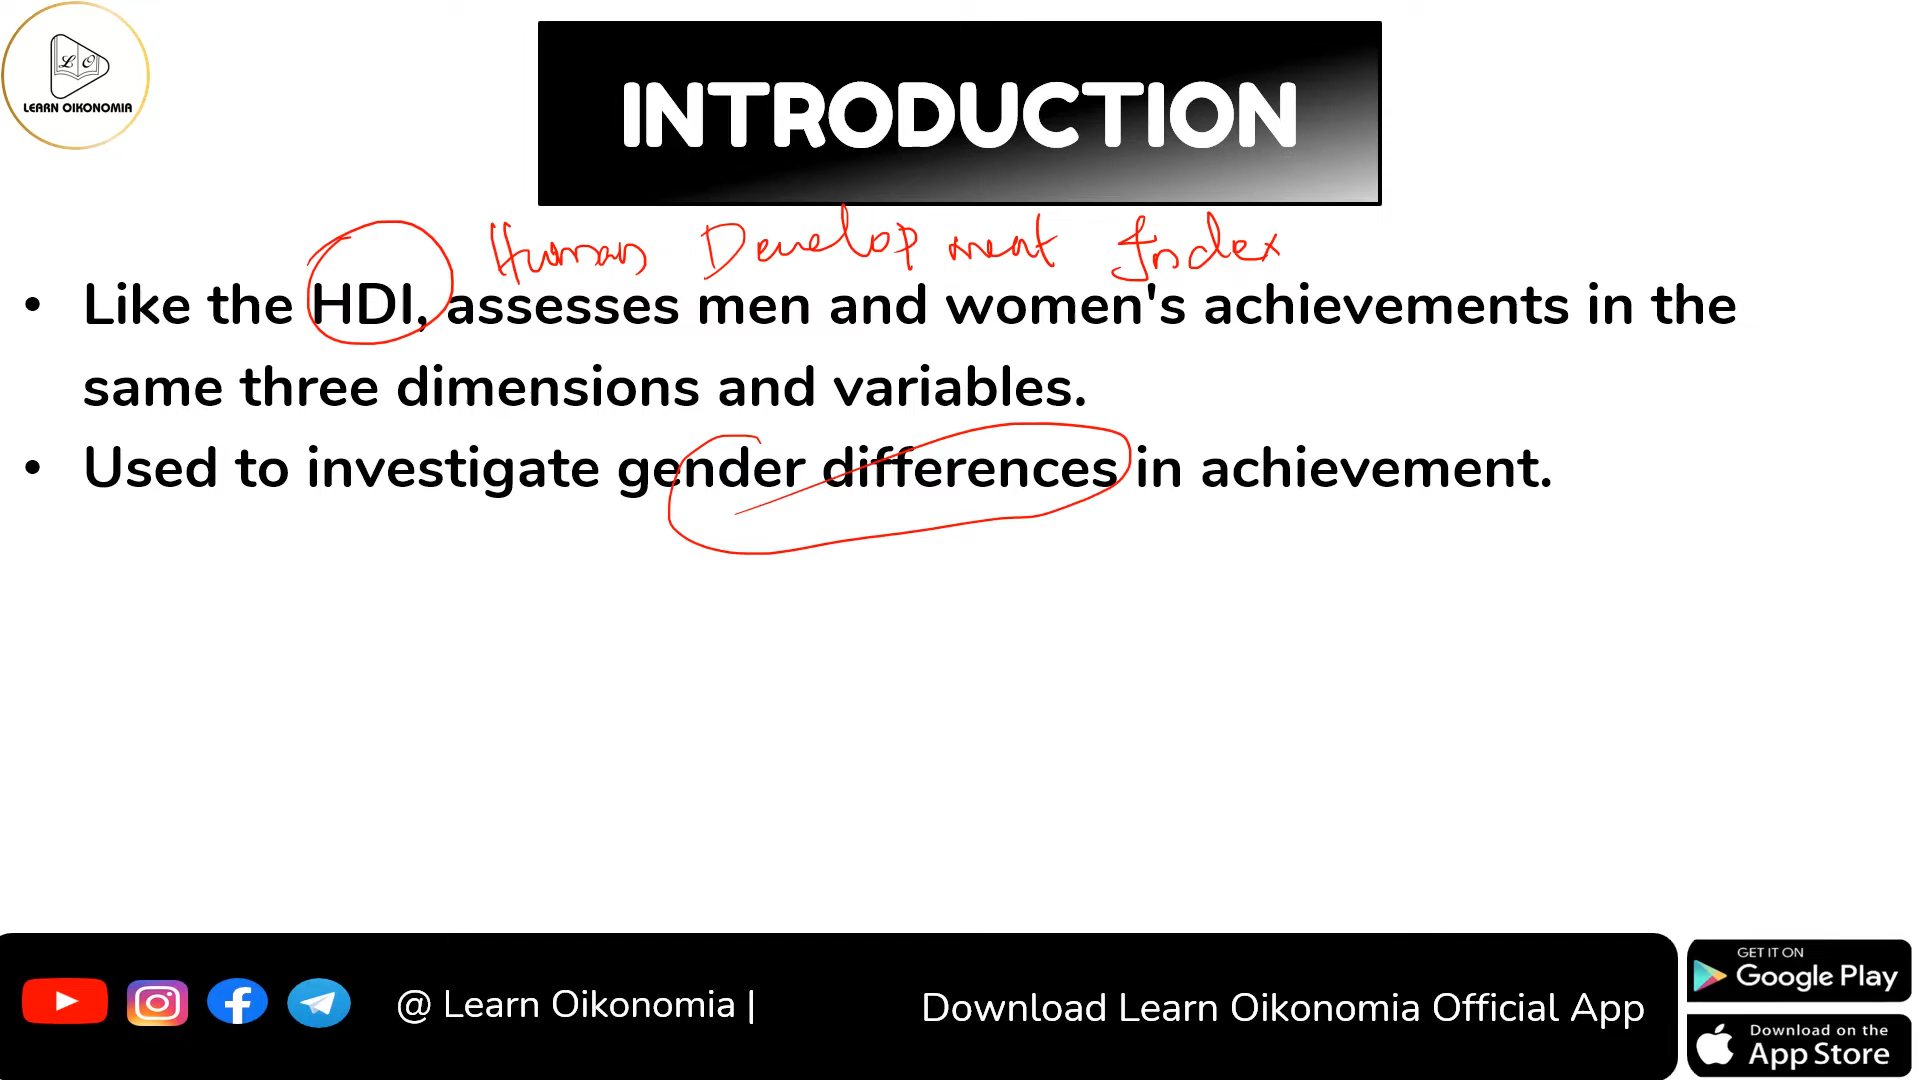 L O
LEARN OIKONOMIA
INTRODUCTION
Human Development Index
• Like the HDI, assesses men and women's achievements in the
same three dimensions and variables.
• Used to investigate gender differences in achievement.
@ Learn Oikonomia |
Download Learn Oikonomia Official App
GET IT ON
Google Play
Download on the
App Store